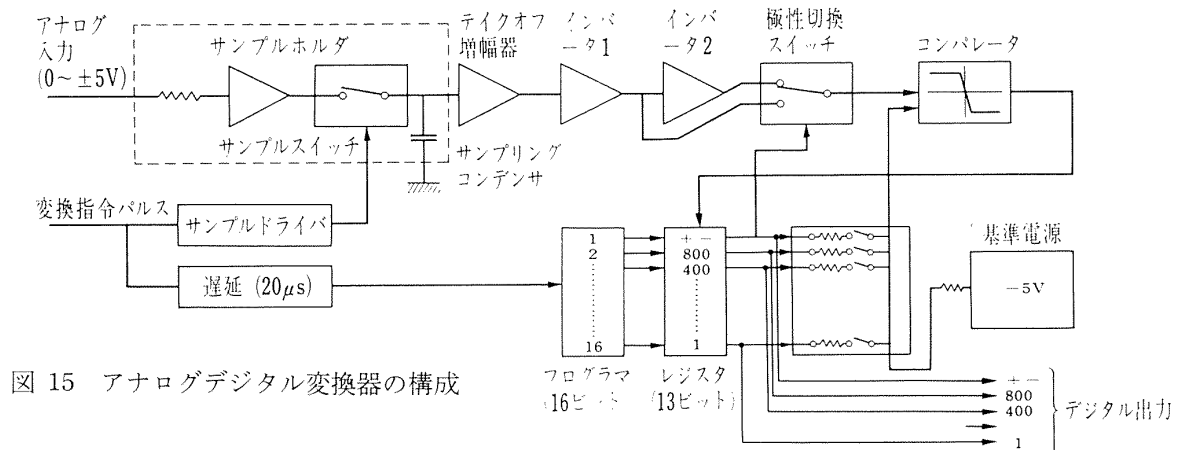 アナログ
入力
(0～±5V)
サンプルホルダ
サンプルスイッチ
テイクオフ
増幅器
インバ
ータ1
インバ
ータ2
極性切換
スイッチ
コンパレータ
サンプリング
コンデンサ
変換指令パルス
サンプルドライバ
遅延 (20μs)
1
2
16
プログラマ
(16ビット)
+ -
800
400
1
レジスタ
(13ビット)
基準電源
-5V
+ -
800
400
1
デジタル出力
図 15 アナログデジタル変換器の構成